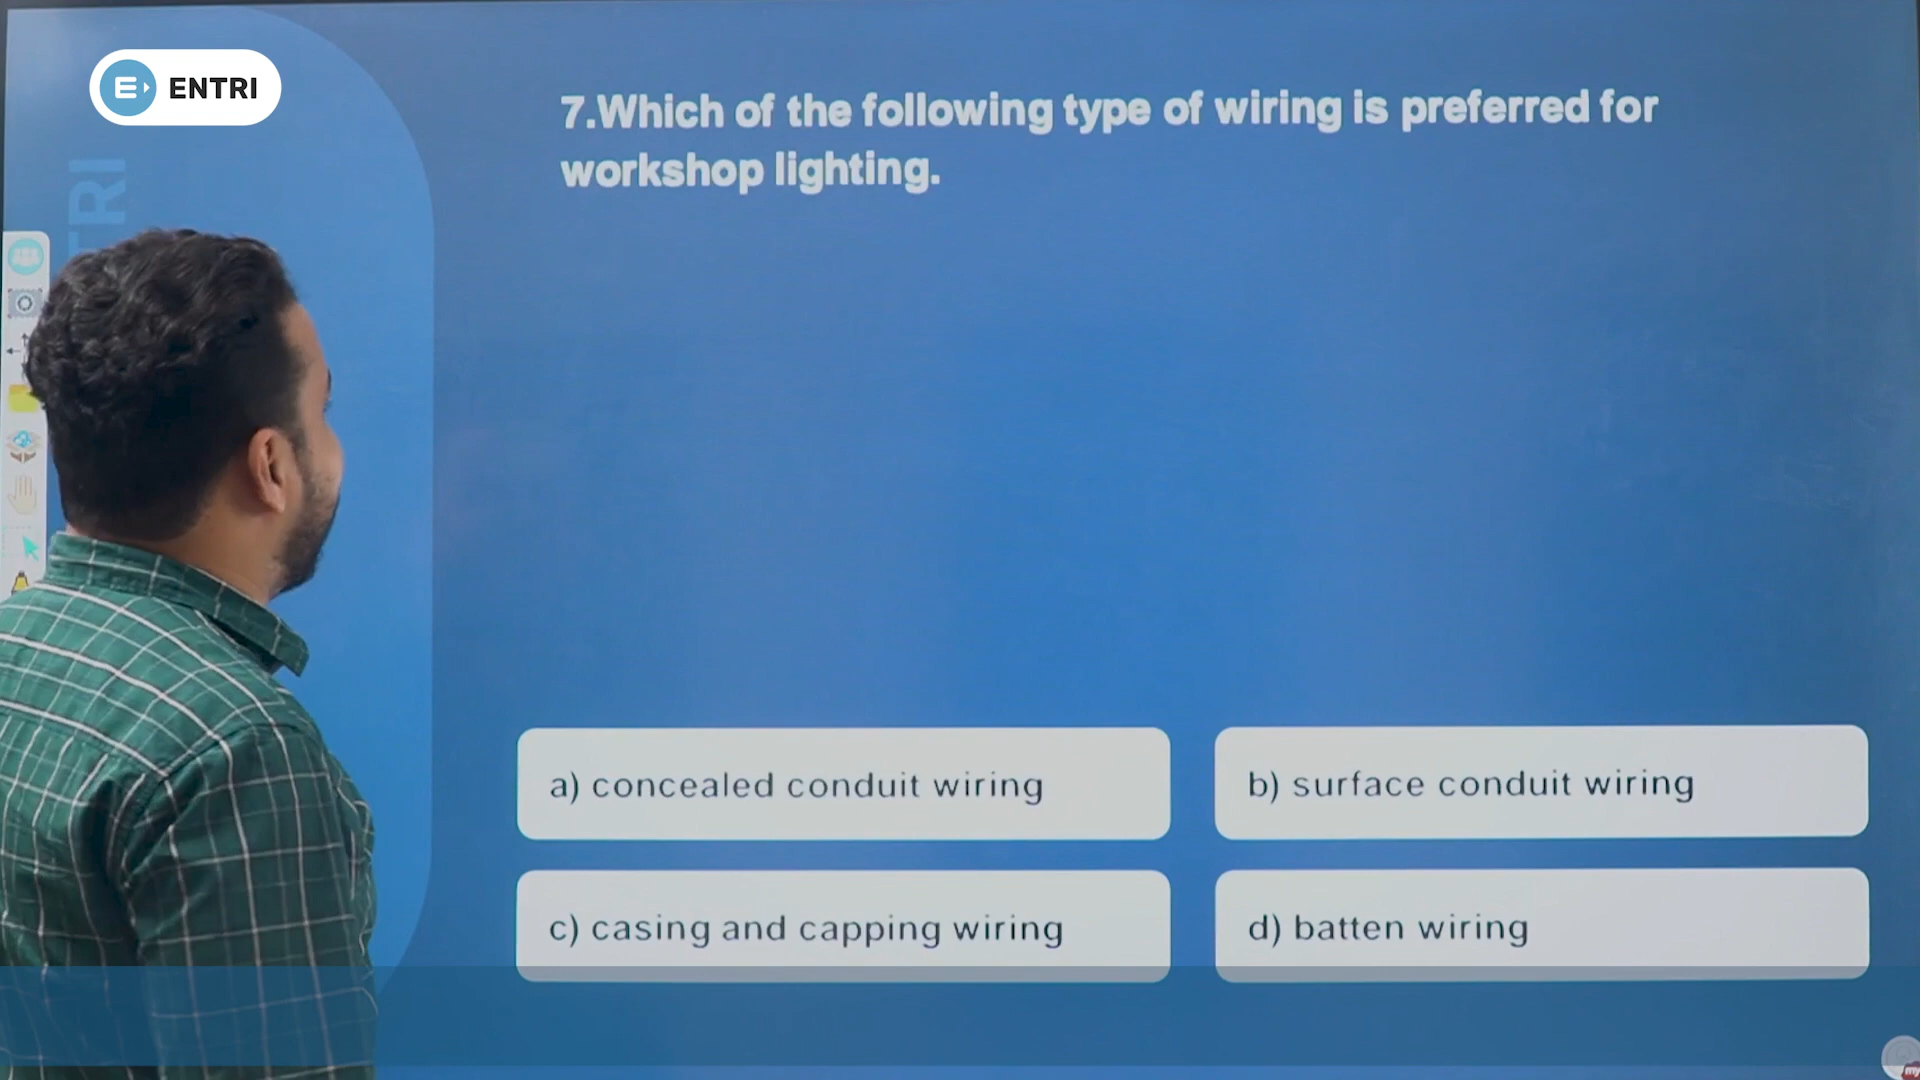 ENTRI
TRI
7.Which of the following type of wiring is preferred for
workshop lighting.
a) concealed conduit wiring
b) surface conduit wiring
c) casing and capping wiring
d) batten wiring